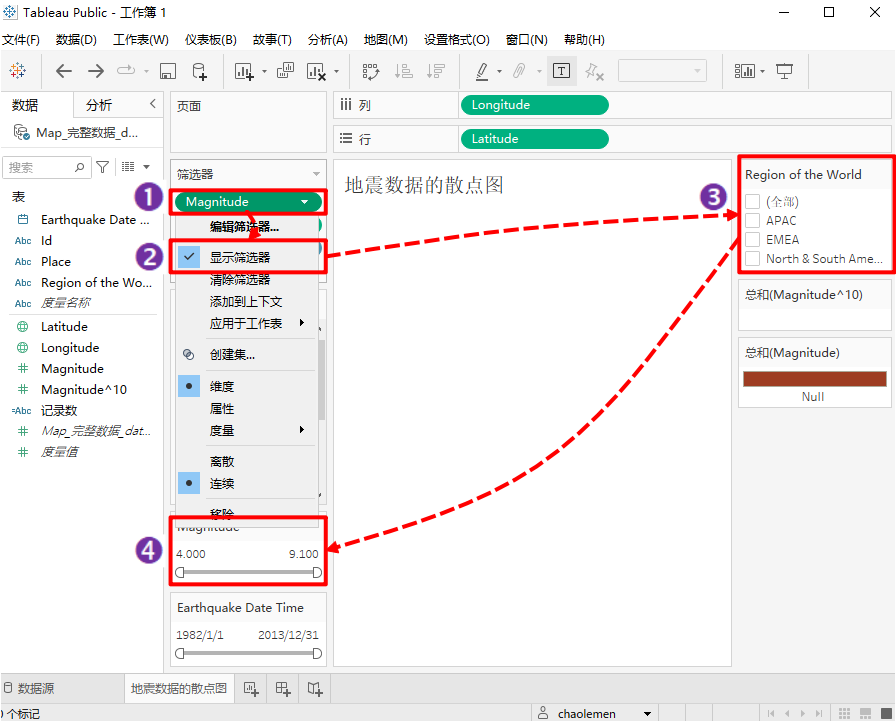 Tableau Public - 工作簿 1
文件(F) 数据(D) 工作表(W) 仪表板(B) 故事(T) 分析(A) 地图(M) 设置格式(O) 窗口(N) 帮助(H)
数据 分析
Map_完整数据_d...
搜索
表
Earthquake Date ...
Abc Id
Abc Place
Abc Region of the Wo...
Abc 度量名称
Latitude
Longitude
Magnitude
Magnitude^10
=Abc 记录数
Map_完整数据_dat...
度量值
页面
筛选器
1
Magnitude
编辑筛选器...
2
显示筛选器
清除筛选器
添加到上下文
应用于工作表
创建集...
维度
属性
度量
离散
连续
移除
4
Magnitude
4.000 9.100
Earthquake Date Time
1982/1/1 2013/12/31
列
Longitude
行
Latitude
地震数据的散点图
3
Region of the World
(全部)
APAC
EMEA
North & South Ame...
总和(Magnitude^10)
总和(Magnitude)
Null
数据源 地震数据的散点图
0 个标记
chaolemen